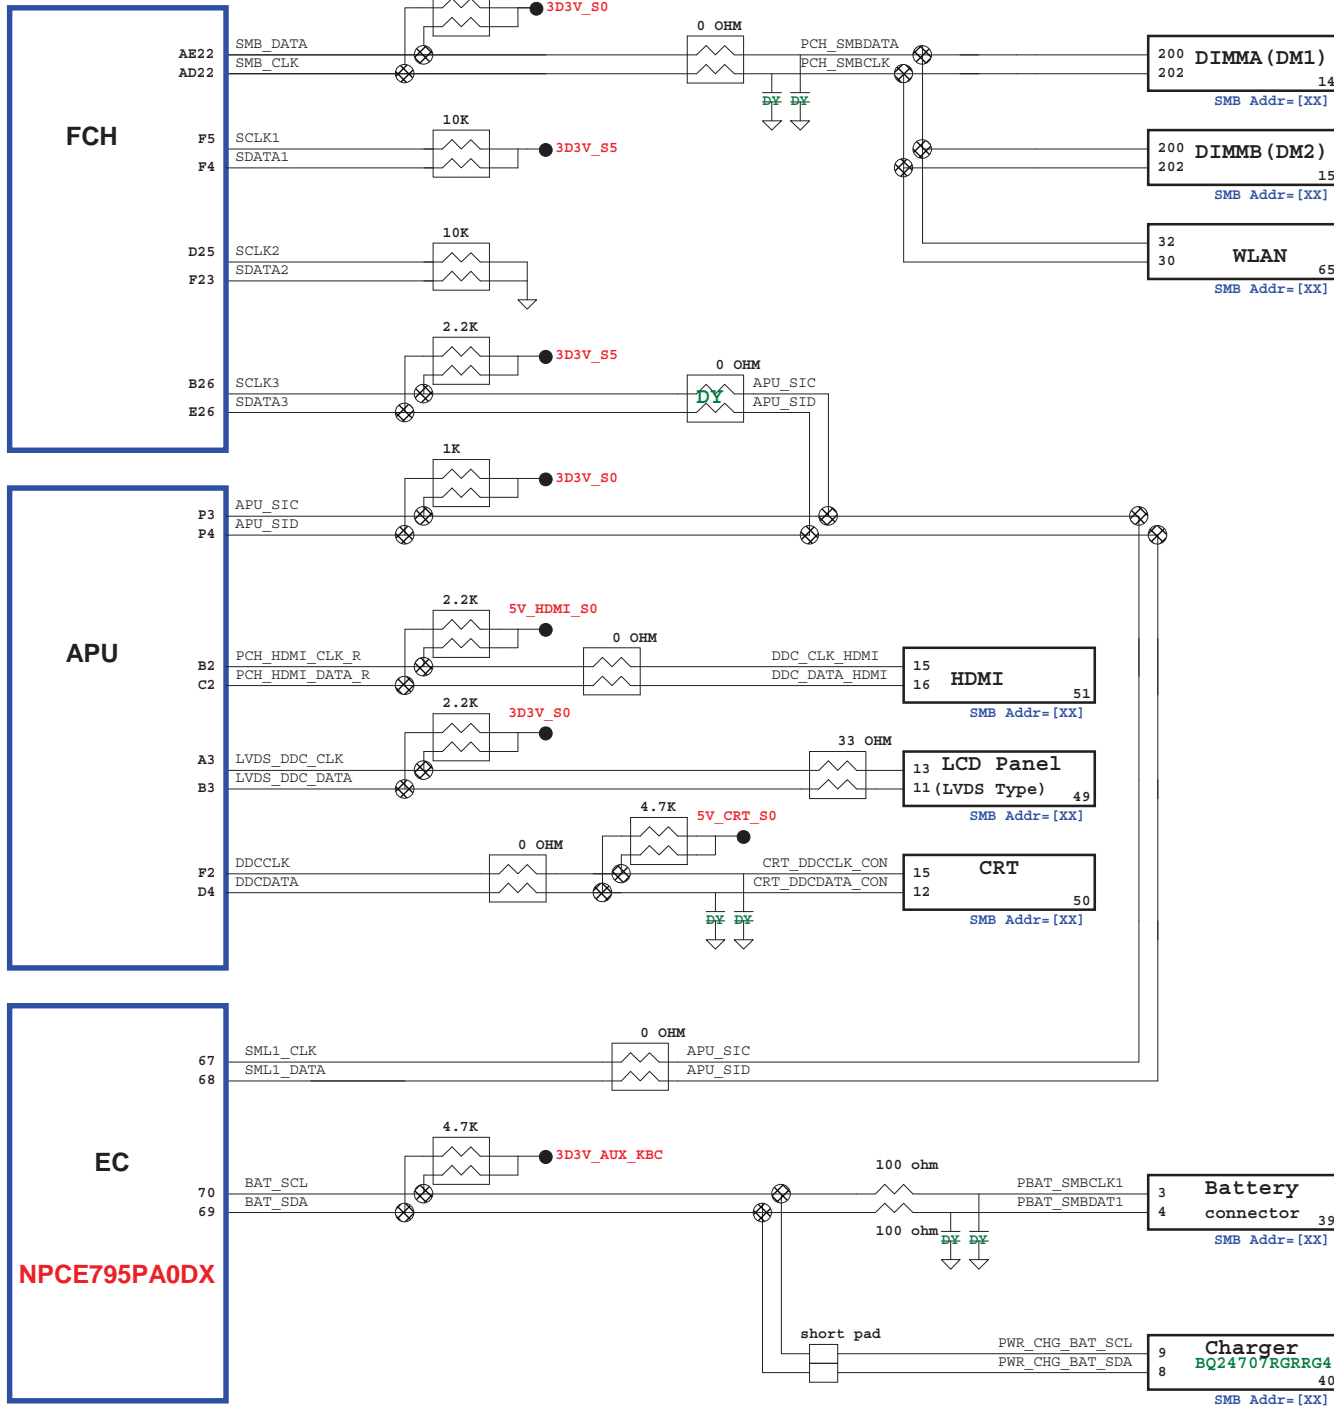 3D3V_S0
0 OHM
AE22 SMB_DATA PCH_SMBDATA 200 DIMMA(DM1)
AD22 SMB_CLK PCH_SMBCLK 202
14
DY DY
SMB Addr=[XX]
FCH
10K
F5 SCLK1 3D3V_S5 200 DIMMB(DM2)
F4 SDATA1 202
15
SMB Addr=[XX]
10K
D25 SCLK2 32 WLAN
F23 SDATA2 30
65
SMB Addr=[XX]
2.2K
3D3V_S5
0 OHM
B26 SCLK3 DY APU_SIC
E26 SDATA3 APU_SID
1K
3D3V_S0
P3 APU_SIC
P4 APU_SID
2.2K
5V_HDMI_S0
0 OHM
APU
B2 PCH_HDMI_CLK_R DDC_CLK_HDMI 15 HDMI
C2 PCH_HDMI_DATA_R DDC_DATA_HDMI 16
51
SMB Addr=[XX]
2.2K
3D3V_S0
33 OHM
A3 LVDS_DDC_CLK 13 LCD Panel
B3 LVDS_DDC_DATA 11 (LVDS Type)
49
SMB Addr=[XX]
4.7K
5V_CRT_S0
0 OHM
F2 DDCCLK CRT_DDCCLK_CON 15 CRT
D4 DDCDATA CRT_DDCDATA_CON 12
50
DY DY
SMB Addr=[XX]
0 OHM
67 SML1_CLK APU_SIC
68 SML1_DATA APU_SID
EC
4.7K
3D3V_AUX_KBC
100 ohm
70 BAT_SCL PBAT_SMBCLK1 3 Battery
69 BAT_SDA PBAT_SMBDAT1 4 connector
39
100 ohm
DY DY
SMB Addr=[XX]
NPCE795PA0DX
short pad
PWR_CHG_BAT_SCL 9 Charger
PWR_CHG_BAT_SDA 8 BQ24707RGRRG4
40
SMB Addr=[XX]